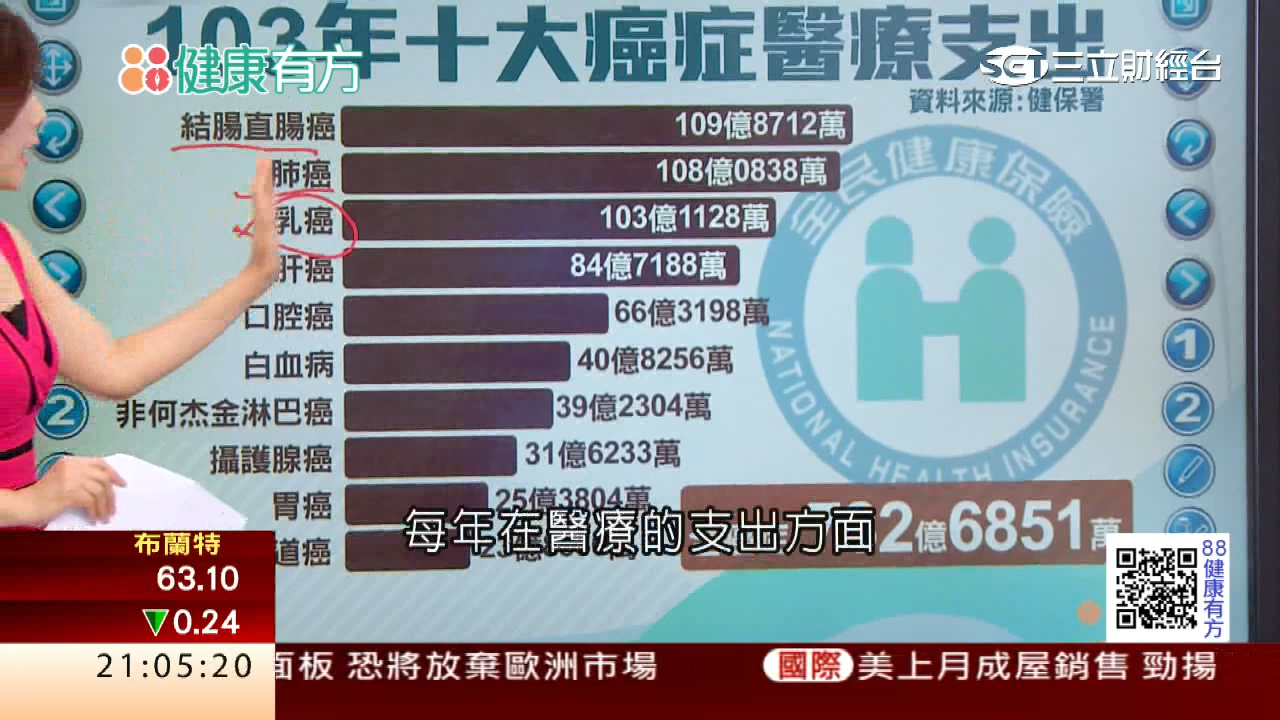 103年十大癌症醫療支出
健康有方
SET三立財經台
資料來源:健保署
結腸直腸癌 109億8712萬
肺癌 108億0838萬
乳癌 103億1128萬
肝癌 84億7188萬
口腔癌 66億3198萬
白血病 40億8256萬
非何杰金淋巴癌 39億2304萬
攝護腺癌 31億6233萬
胃癌 25億3804萬
道癌
2億6851萬
全民健康保險
NATIONAL HEALTH INSURANCE
1
2
2
每年在醫療的支出方面
88健康有方
布蘭特
63.10
▼0.24
21:05:20
面板 恐將放棄歐洲市場 國際 美上月成屋銷售 勁揚